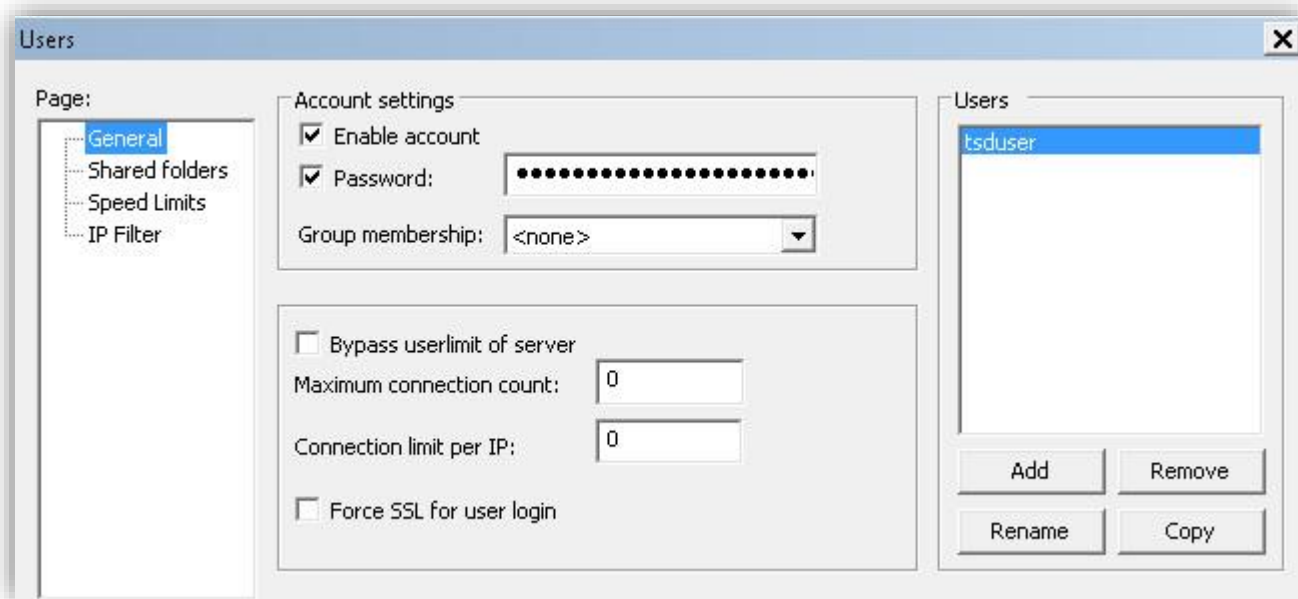 Users
Page:
General
Shared folders
Speed Limits
IP Filter
Account settings
Enable account
Password:
Group membership: <none>
Bypass userlimit of server
Maximum connection count: 0
Connection limit per IP: 0
Force SSL for user login
Users
tsduser
Add Remove
Rename Copy